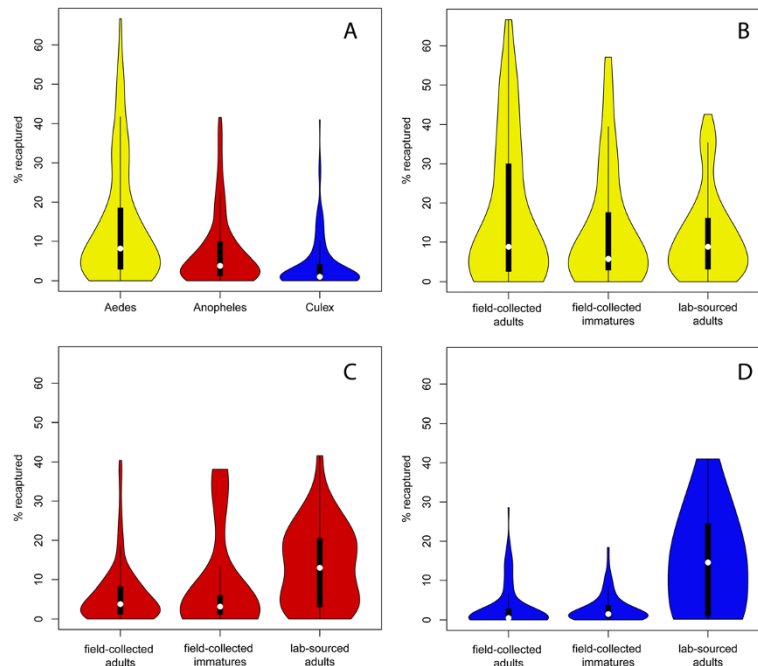 A
% recaptured
60
50
40
30
20
10
0
Aedes
Anopheles
Culex
B
% recaptured
60
50
40
30
20
10
0
field-collected
adults
field-collected
immatures
lab-sourced
adults
C
% recaptured
60
50
40
30
20
10
0
field-collected
adults
field-collected
immatures
lab-sourced
adults
D
% recaptured
60
50
40
30
20
10
0
field-collected
adults
field-collected
immatures
lab-sourced
adults